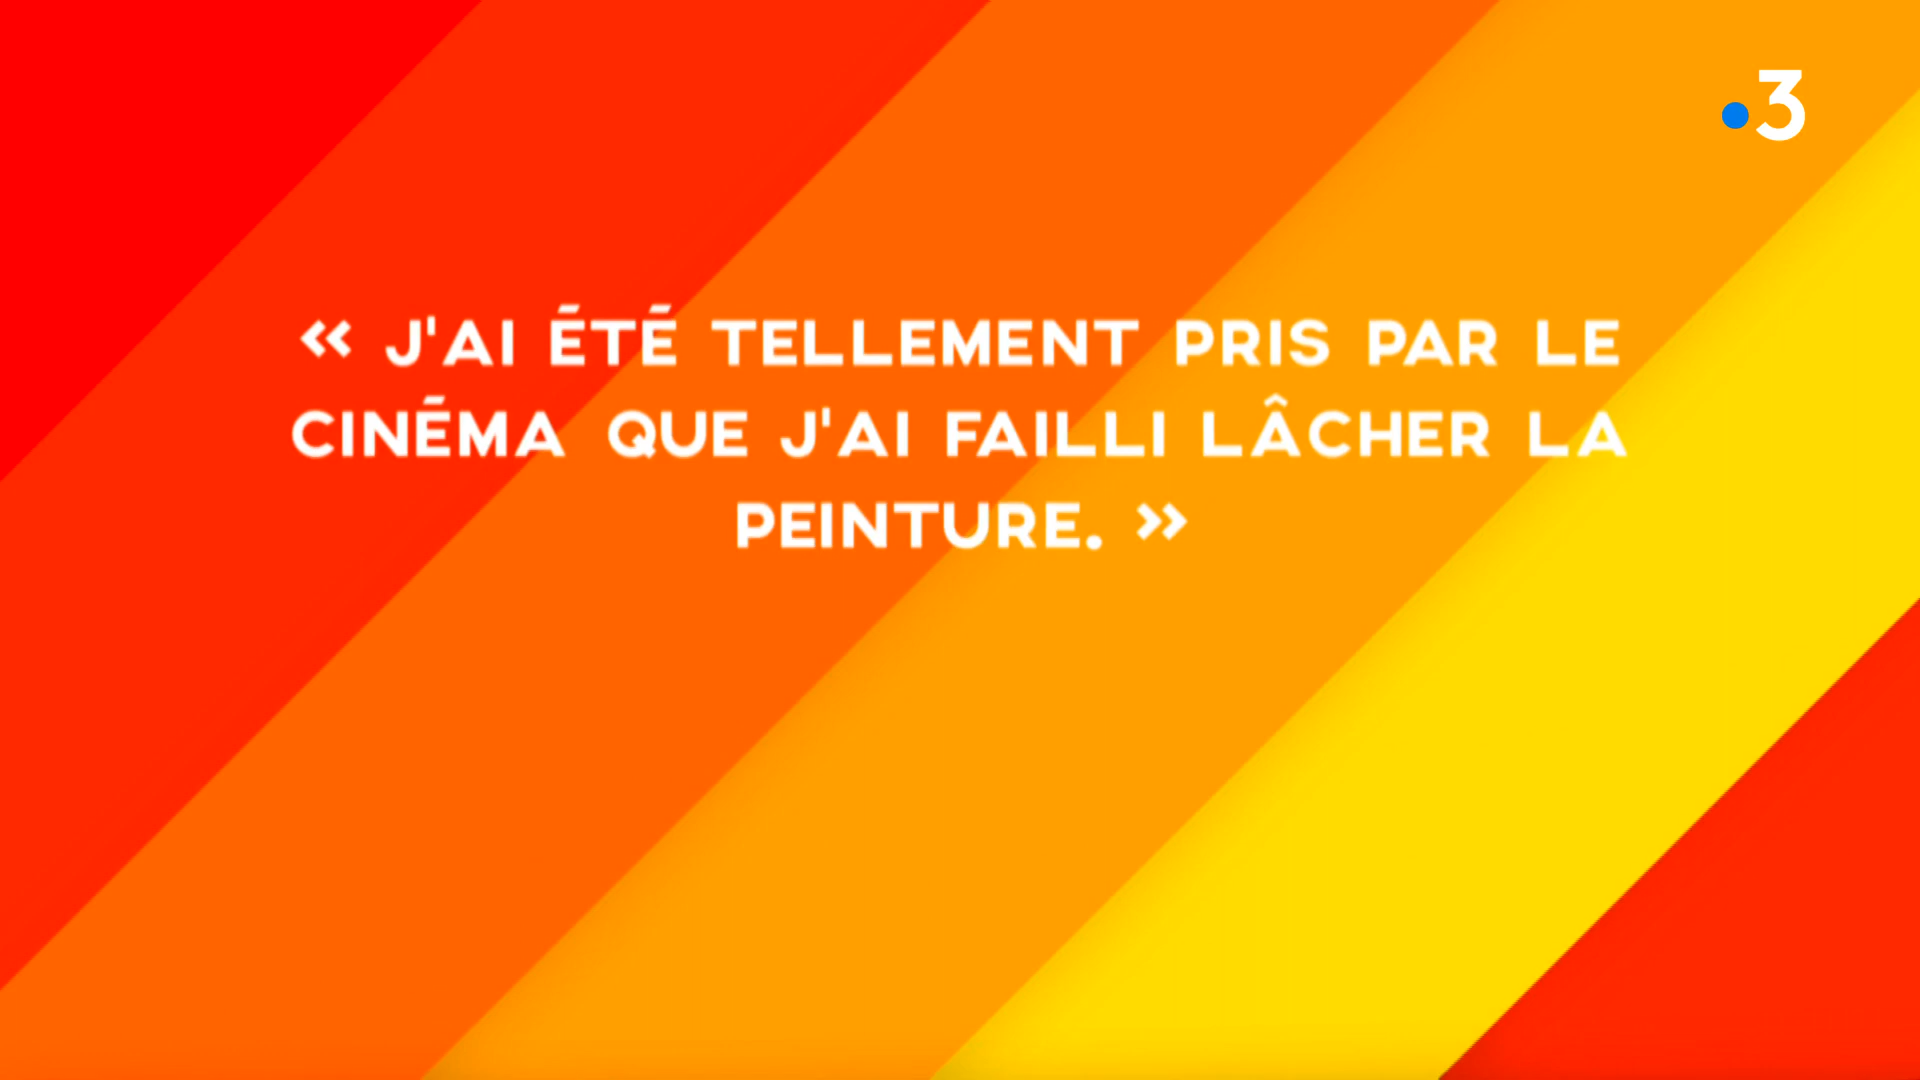 3
« J'AI ÉTÉ TELLEMENT PRIS PAR LE
CINÉMA QUE J'AI FAILLI LÂCHER LA
PEINTURE. »